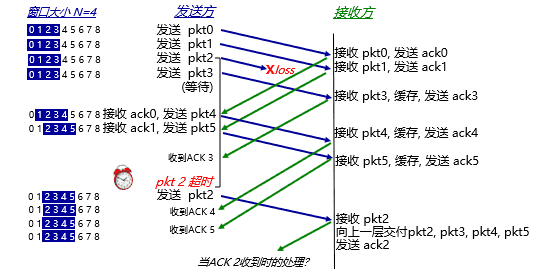 窗口大小 N=4 发送方 接收方
0 1 2 3 4 5 6 7 8 发送 pkt0
0 1 2 3 4 5 6 7 8 发送 pkt1
0 1 2 3 4 5 6 7 8 发送 pkt2
0 1 2 3 4 5 6 7 8 发送 pkt3
(等待)
Xloss
接收 pkt0, 发送 ack0
接收 pkt1, 发送 ack1
接收 pkt3, 缓存, 发送 ack3
0 1 2 3 4 5 6 7 8 接收 ack0, 发送 pkt4
0 1 2 3 4 5 6 7 8 接收 ack1, 发送 pkt5
接收 pkt4, 缓存, 发送 ack4
收到ACK 3
接收 pkt5, 缓存, 发送 ack5
pkt 2 超时
0 1 2 3 4 5 6 7 8 发送 pkt2
0 1 2 3 4 5 6 7 8 收到ACK 4
0 1 2 3 4 5 6 7 8 收到ACK 5
0 1 2 3 4 5 6 7 8
接收 pkt2
向上一层交付pkt2, pkt3, pkt4, pkt5
发送 ack2
当ACK 2收到时的处理?